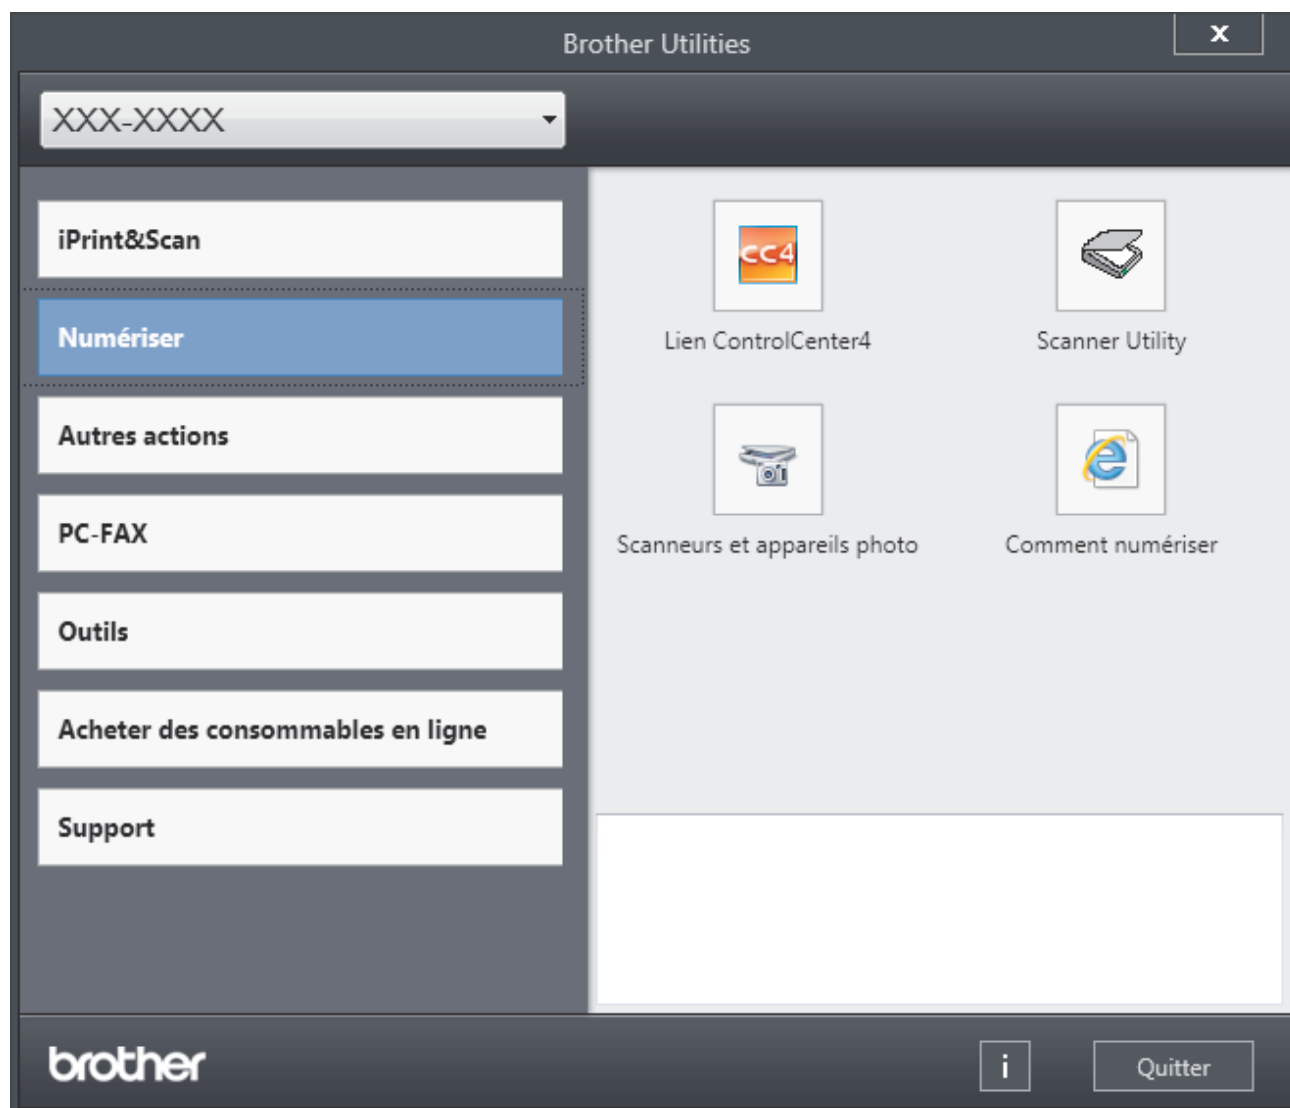 Brother Utilities
x
XXX-XXXX
iPrint&Scan
Numériser
Autres actions
PC-FAX
Outils
Acheter des consommables en ligne
Support
CC4
Lien ControlCenter4
Scanner Utility
Scanneurs et appareils photo
Comment numériser
brother
i
Quitter